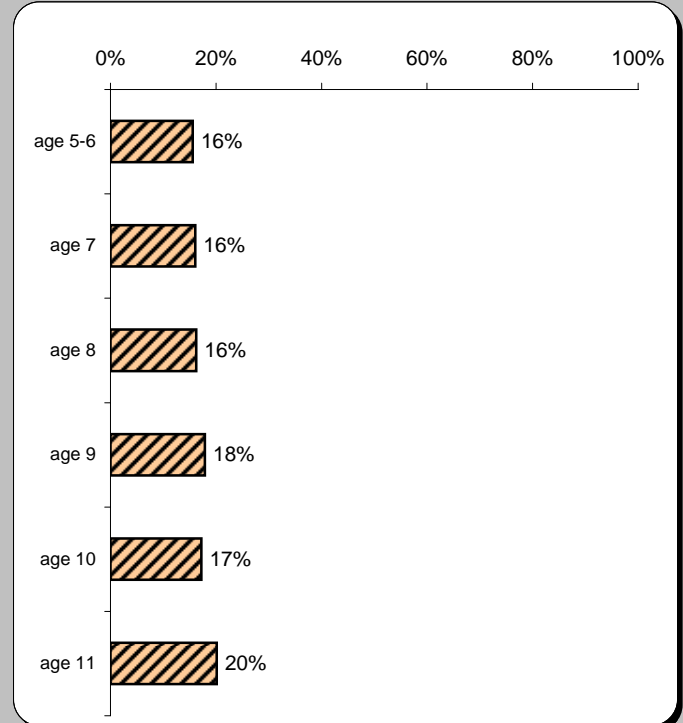 0% 20% 40% 60% 80% 100%
age 5-6 16%
age 7 16%
age 8 16%
age 9 18%
age 10 17%
age 11 20%